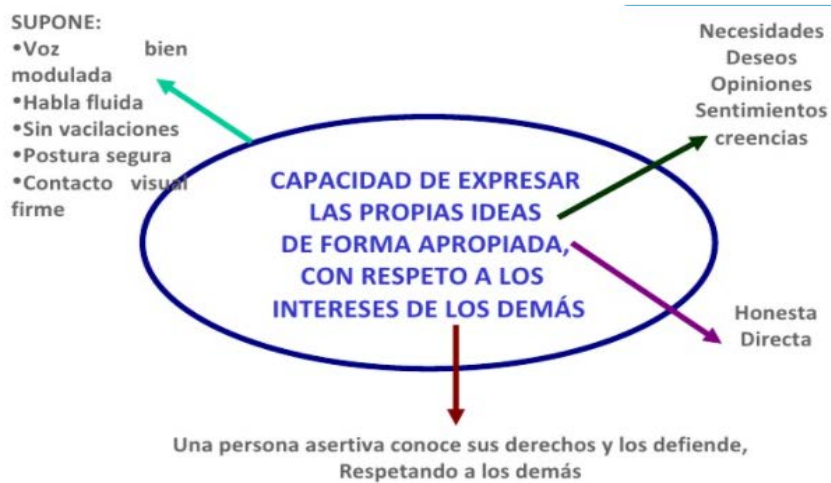 SUPONE:
•Voz bien
modulada
•Habla fluida
•Sin vacilaciones
•Postura segura
•Contacto visual
firme
Necesidades
Deseos
Opiniones
Sentimientos
creencias
CAPACIDAD DE EXPRESAR
LAS PROPIAS IDEAS
DE FORMA APROPIADA,
CON RESPETO A LOS
INTERESES DE LOS DEMÁS
Honesta
Directa
Una persona asertiva conoce sus derechos y los defiende,
Respetando a los demás